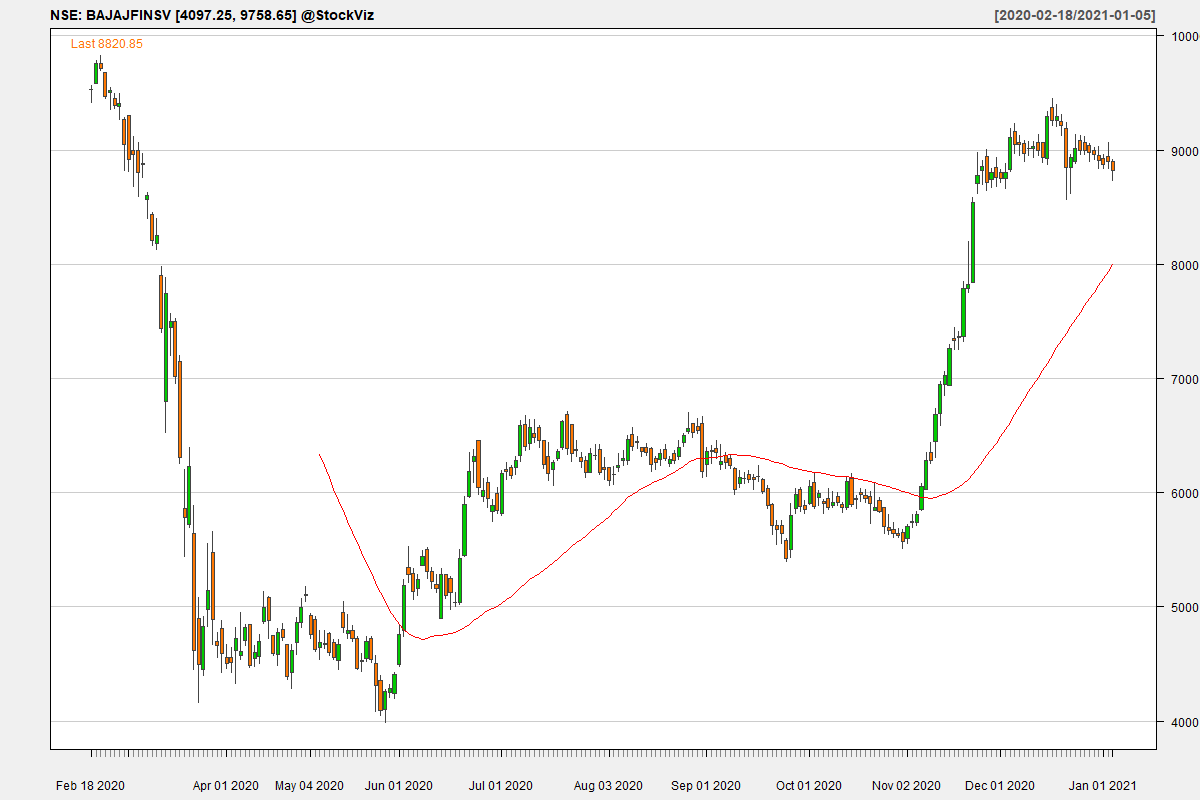 NSE: BAJAJFINSV [4097.25, 9758.65] @StockViz [2020-02-18/2021-01-05]
Last 8820.85
1000
9000
8000
7000
6000
5000
4000
Feb 18 2020 Apr 01 2020 May 04 2020 Jun 01 2020 Jul 01 2020 Aug 03 2020 Sep 01 2020 Oct 01 2020 Nov 02 2020 Dec 01 2020 Jan 01 2021